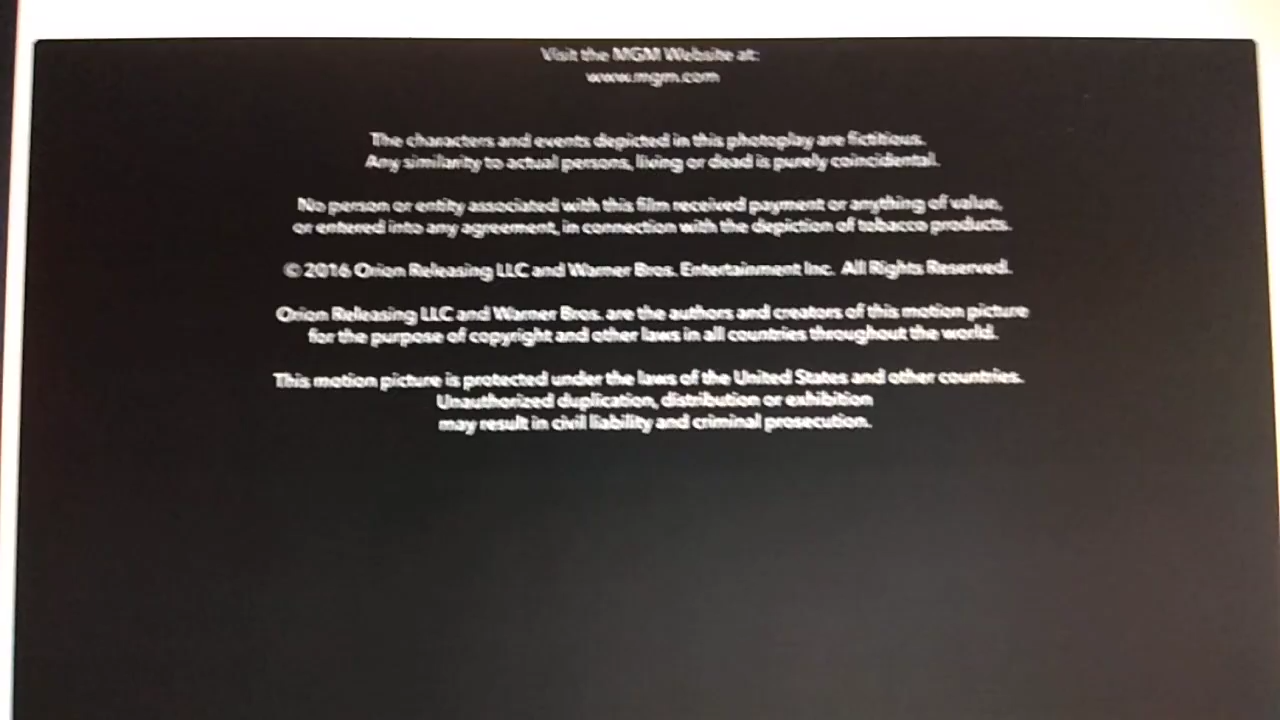 Visit the MGM Website at:
www.mgm.com
The characters and events depicted in this photoplay are fictitious.
Any similarity to actual persons, living or dead is purely coincidental.
No person or entity associated with this film received payment or anything of value,
or entered into any agreement, in connection with the depiction of tobacco products.
© 2016 Orion Releasing LLC and Warner Bros. Entertainment Inc. All Rights Reserved.
Orion Releasing LLC and Warner Bros. are the authors and creators of this motion picture
for the purpose of copyright and other laws in all countries throughout the world.
This motion picture is protected under the laws of the United States and other countries.
Unauthorized duplication, distribution or exhibition
may result in civil liability and criminal prosecution.